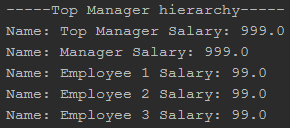 -----Top Manager hierarchy-----
Name: Top Manager Salary: 999.0
Name: Manager Salary: 999.0
Name: Employee 1 Salary: 99.0
Name: Employee 2 Salary: 99.0
Name: Employee 3 Salary: 99.0